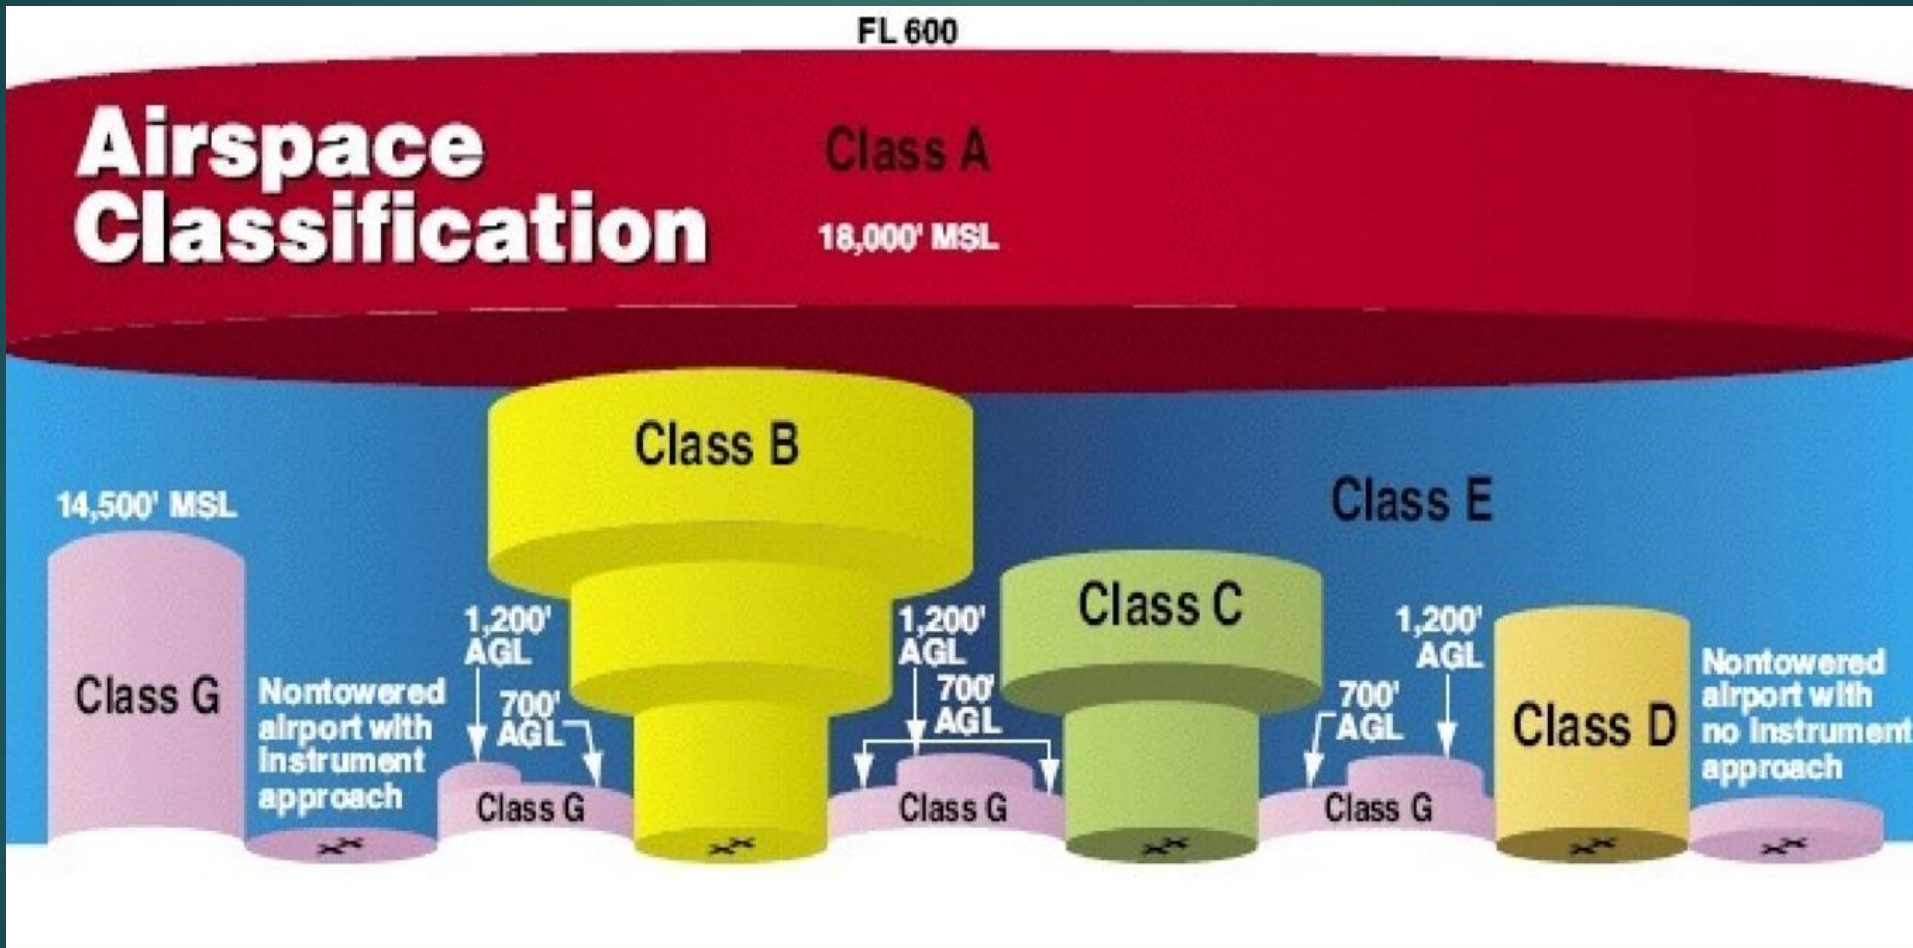 FL 600
Airspace
Classification
Class A
18,000' MSL
Class B
Class E
14,500' MSL
Class C
1,200'
AGL
1,200'
AGL
1,200'
AGL
Class G
Nontowered
airport with
Instrument
approach
700'
AGL
700'
AGL
700'
AGL
Class D
Nontowered
airport with
no Instrument
approach
Class G
Class G
Class G